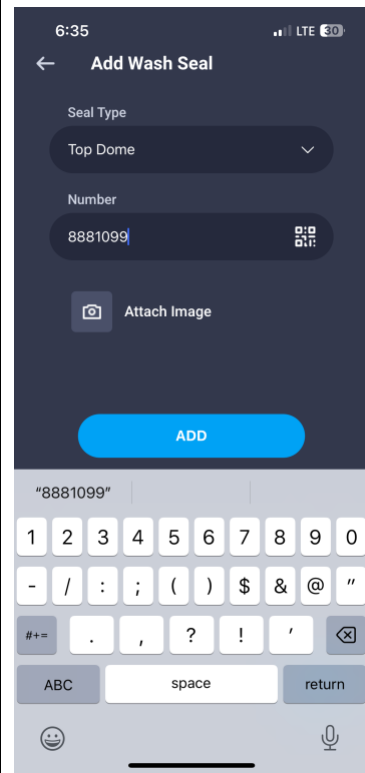 6:35 LTE 30
Add Wash Seal
Seal Type
Top Dome
Number
8881099
Attach Image
ADD
“8881099”
1 2 3 4 5 6 7 8 9 0
- / : ; ( ) $ & @ "
#+= . , ? ! '
ABC space return